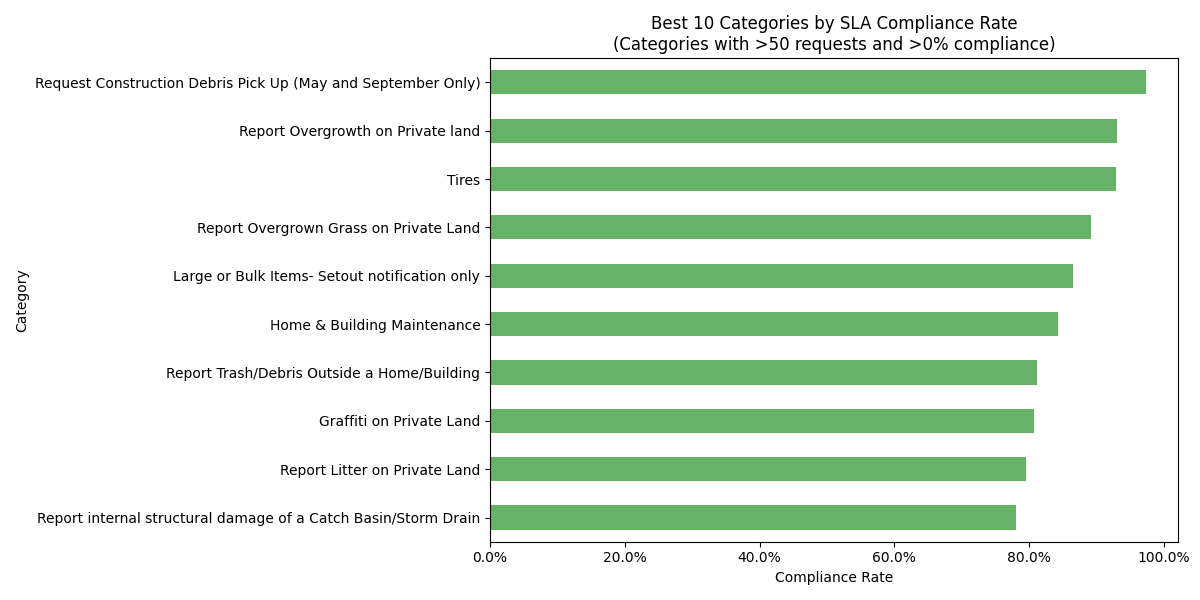 Best 10 Categories by SLA Compliance Rate
(Categories with >50 requests and >0% compliance)
Request Construction Debris Pick Up (May and September Only)
Report Overgrowth on Private land
Tires
Report Overgrown Grass on Private Land
Large or Bulk Items- Setout notification only
Home & Building Maintenance
Report Trash/Debris Outside a Home/Building
Graffiti on Private Land
Report Litter on Private Land
Report internal structural damage of a Catch Basin/Storm Drain
Category
0.0% 20.0% 40.0% 60.0% 80.0% 100.0%
Compliance Rate